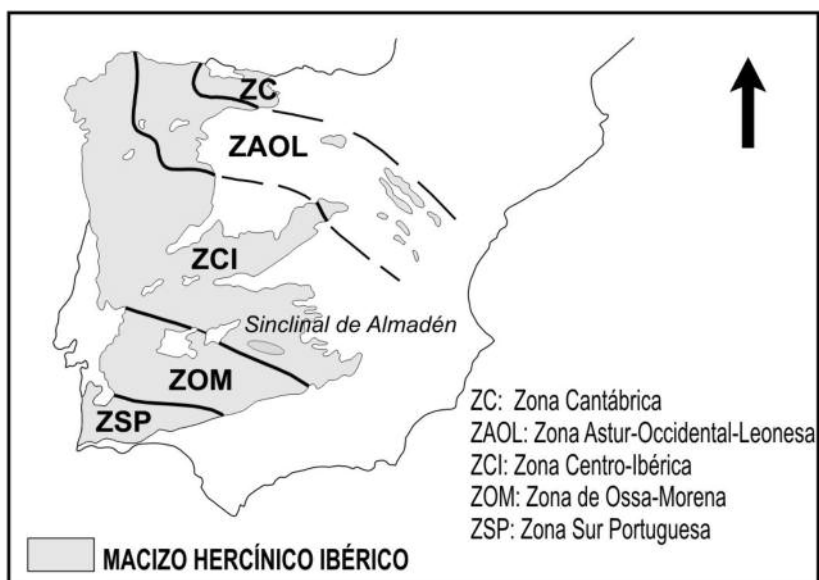 ZC
ZAOL
ZCI
Sinclinal de Almadén
ZOM
ZSP
ZC: Zona Cantábrica
ZAOL: Zona Astur-Occidental-Leonesa
ZCI: Zona Centro-Ibérica
ZOM: Zona de Ossa-Morena
ZSP: Zona Sur Portuguesa
MACIZO HERCÍNICO IBÉRICO